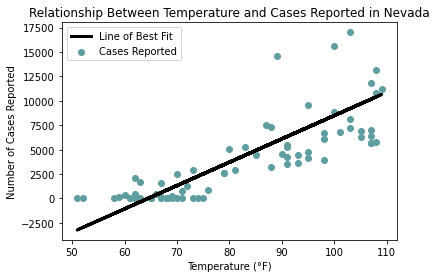 Relationship Between Temperature and Cases Reported in Nevada
Line of Best Fit
Cases Reported
17500
15000
12500
10000
7500
5000
2500
0
−2500
Number of Cases Reported
50 60 70 80 90 100 110
Temperature (°F)